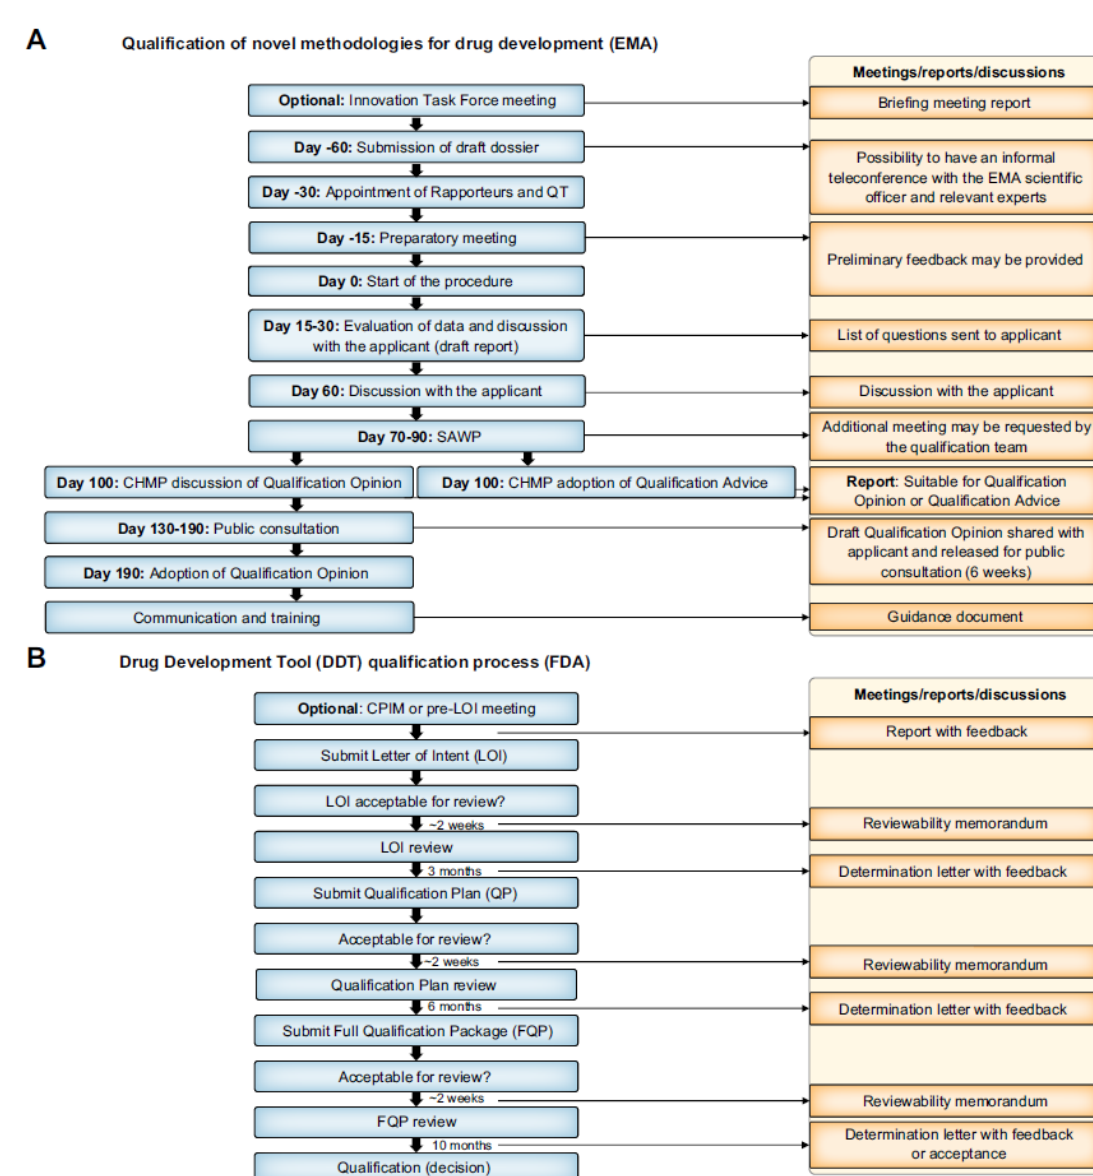 A
Qualification of novel methodologies for drug development (EMA)
Meetings/reports/discussions
Optional: Innovation Task Force meeting
Briefing meeting report
Day -60: Submission of draft dossier
Possibility to have an informal
teleconference with the EMA scientific
officer and relevant experts
Day -30: Appointment of Rapporteurs and QT
Day -15: Preparatory meeting
Preliminary feedback may be provided
Day 0: Start of the procedure
Day 15-30: Evaluation of data and discussion
with the applicant (draft report)
List of questions sent to applicant
Day 60: Discussion with the applicant
Discussion with the applicant
Day 70-90: SAWP
Additional meeting may be requested by
the qualification team
Day 100: CHMP discussion of Qualification Opinion
Day 100: CHMP adoption of Qualification Advice
Report: Suitable for Qualification
Opinion or Qualification Advice
Day 130-190: Public consultation
Draft Qualification Opinion shared with
applicant and released for public
consultation (6 weeks)
Day 190: Adoption of Qualification Opinion
Communication and training
Guidance document
B
Drug Development Tool (DDT) qualification process (FDA)
Meetings/reports/discussions
Optional: CPIM or pre-LOI meeting
Report with feedback
Submit Letter of Intent (LOI)
LOI acceptable for review?
~2 weeks
Reviewability memorandum
LOI review
3 months
Determination letter with feedback
Submit Qualification Plan (QP)
Acceptable for review?
~2 weeks
Reviewability memorandum
Qualification Plan review
6 months
Determination letter with feedback
Submit Full Qualification Package (FQP)
Acceptable for review?
~2 weeks
Reviewability memorandum
FQP review
10 months
Determination letter with feedback
or acceptance
Qualification (decision)